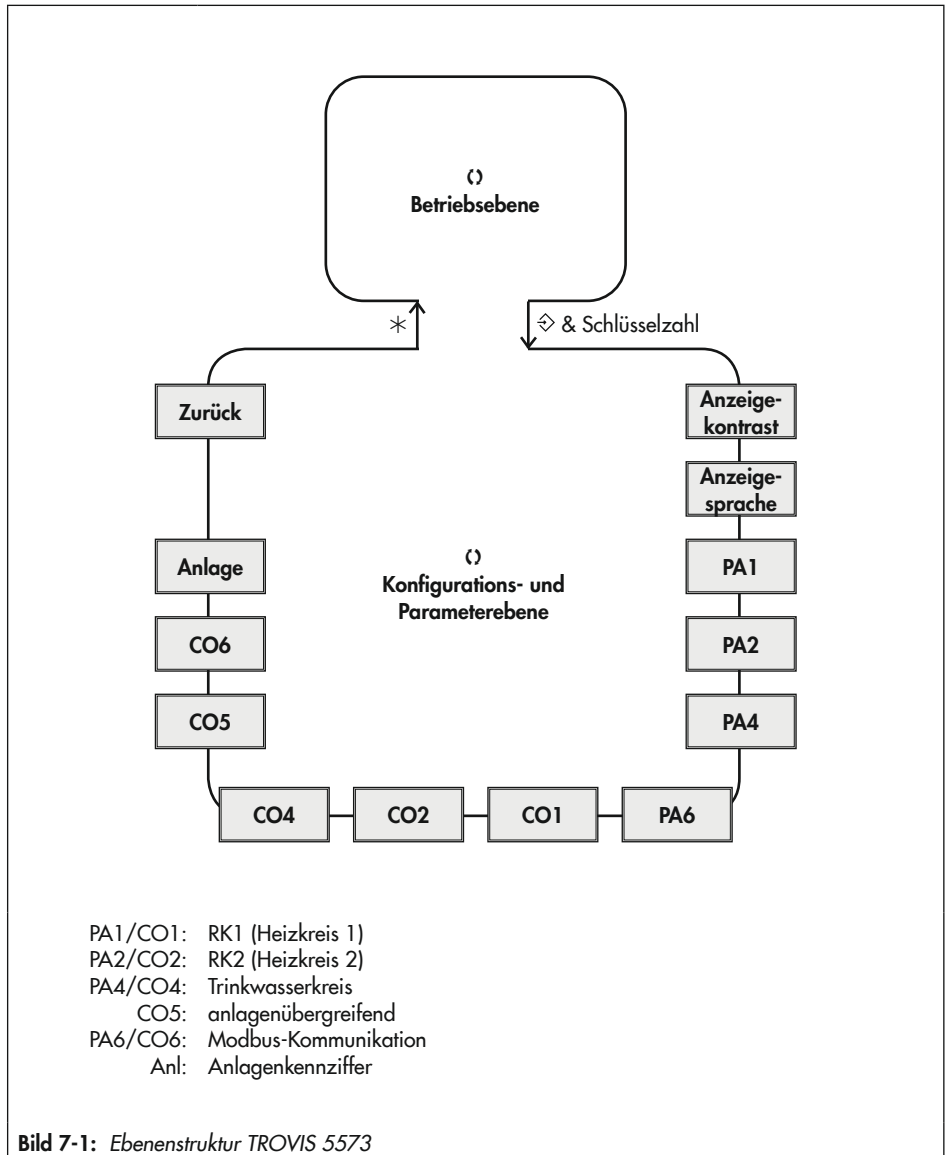 Betriebsebene
& Schlüsselzahl
Zurück
Anzeige-
kontrast
Anzeige-
sprache
Anlage
Konfigurations- und
Parameterebene
PA1
CO6
PA2
CO5
PA4
CO4
CO2
CO1
PA6
PA1/CO1: RK1 (Heizkreis 1)
PA2/CO2: RK2 (Heizkreis 2)
PA4/CO4: Trinkwasserkreis
CO5: anlagenübergreifend
PA6/CO6: Modbus-Kommunikation
Anl: Anlagenkennziffer
Bild 7-1: Ebenenstruktur TROVIS 5573